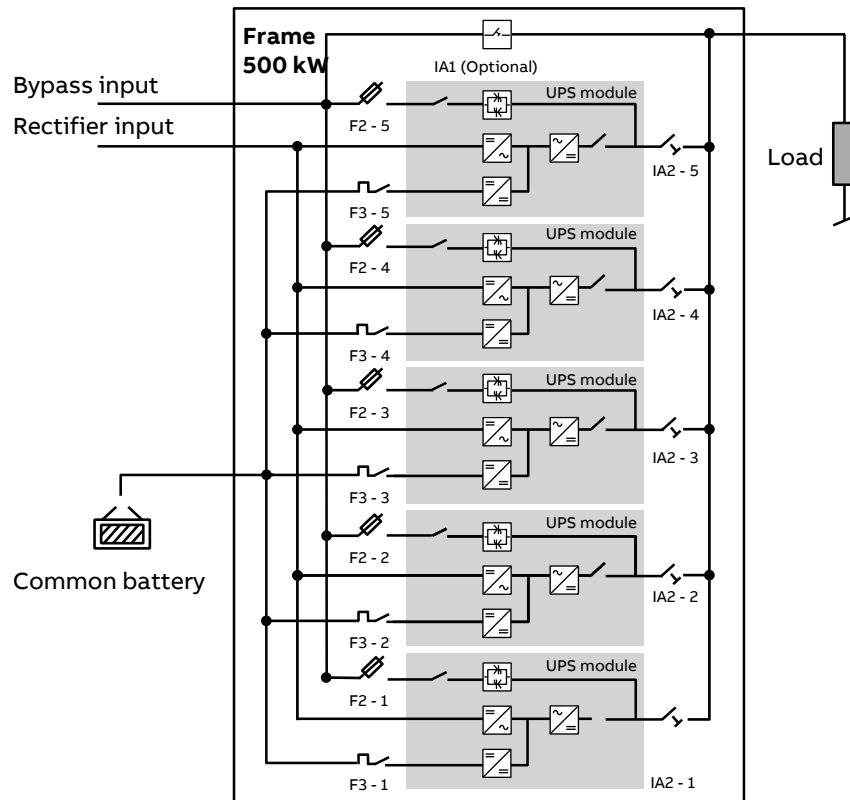 Frame
500 kW
IA1 (Optional)
Bypass input
UPS module
Rectifier input
F2 - 5
IA2 - 5
Load
F3 - 5
UPS module
F2 - 4
IA2 - 4
F3 - 4
UPS module
F2 - 3
IA2 - 3
F3 - 3
UPS module
F2 - 2
Common battery
IA2 - 2
F3 - 2
UPS module
F2 - 1
F3 - 1
IA2 - 1